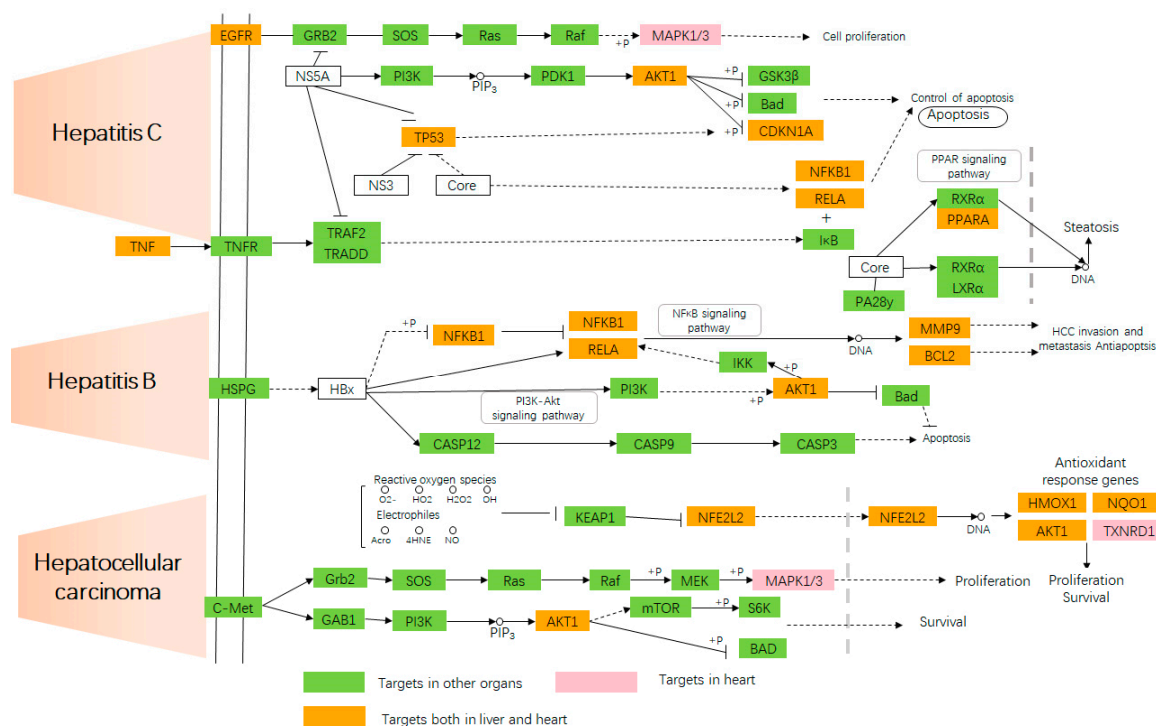 Hepatitis C
EGFR
GRB2
SOS
Ras
Raf
+P
MAPK1/3
Cell proliferation
NS5A
PI3K
PIP3
PDK1
AKT1
+P
GSK3β
+P
Bad
+P
CDKN1A
Control of apoptosis
Apoptosis
TP53
NS3
Core
NFKB1
RELA
+
IκB
PPAR signaling
pathway
RXRα
PPARA
Steatosis
TNF
TNFR
TRAF2
TRADD
Core
RXRα
LXRα
DNA
PA28γ
Hepatitis B
+P
NFKB1
NFKB1
RELA
NFκB signaling
pathway
DNA
MMP9
BCL2
HCC invasion and
metastasis Antiapoptsis
HSPG
HBx
IKK
+P
PI3K
+P
AKT1
Bad
PI3K-Akt
signaling pathway
CASP12
CASP9
CASP3
Apoptosis
Hepatocellular
carcinoma
Reactive oxygen species
O2- HO2 H2O2 OH
Electrophiles
Acro 4HNE NO
KEAP1
NFE2L2
NFE2L2
DNA
Antioxidant
response genes
HMOX1 NQO1
AKT1 TXNRD1
Proliferation
Survival
C-Met
Grb2
SOS
Ras
Raf
+P
MEK
+P
MAPK1/3
Proliferation
GAB1
PI3K
PIP3
AKT1
mTOR
+P
S6K
Survival
+P
BAD
Targets in other organs
Targets in heart
Targets both in liver and heart